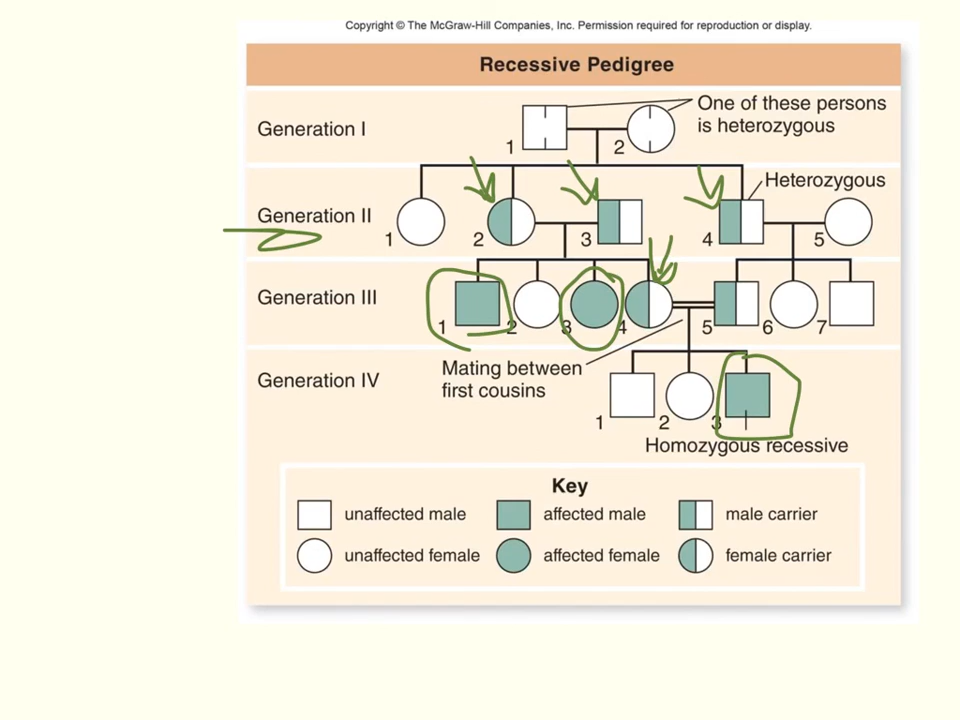 Copyright © The McGraw-Hill Companies, Inc. Permission required for reproduction or display.
Recessive Pedigree
Generation I
1
2
One of these persons
is heterozygous
Heterozygous
Generation II
1
2
3
4
5
Generation III
1
2
3
4
5
6
7
Mating between
first cousins
Generation IV
1
2
3
Homozygous recessive
Key
unaffected male
affected male
male carrier
unaffected female
affected female
female carrier